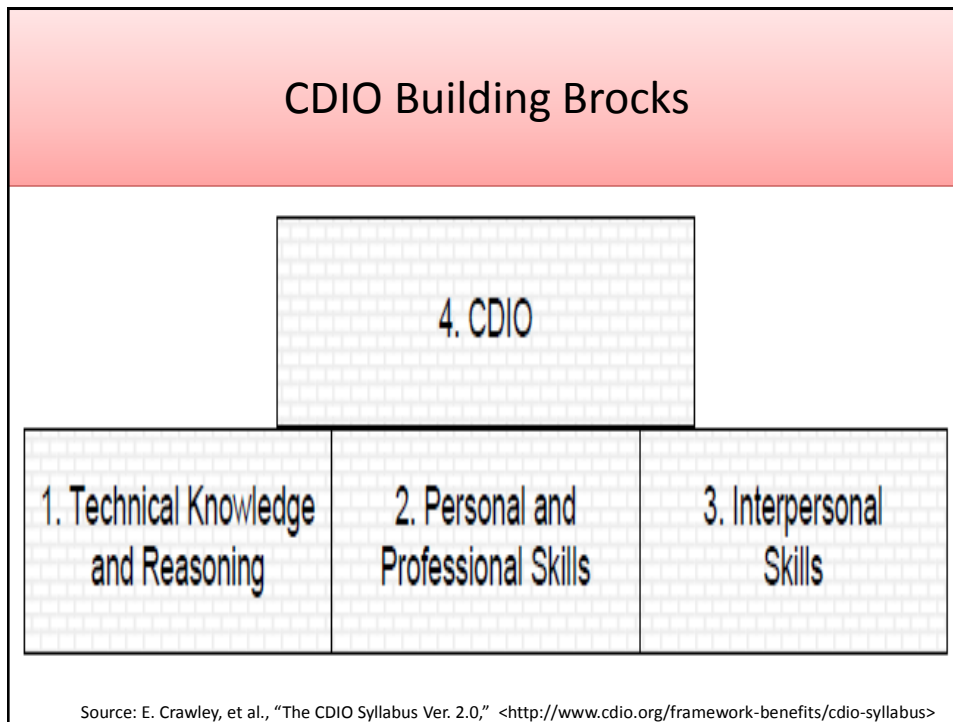 CDIO Building Brocks
4. CDIO
1. Technical Knowledge
and Reasoning
2. Personal and
Professional Skills
3. Interpersonal
Skills
Source: E. Crawley, et al., “The CDIO Syllabus Ver. 2.0,” <http://www.cdio.org/framework-benefits/cdio-syllabus>